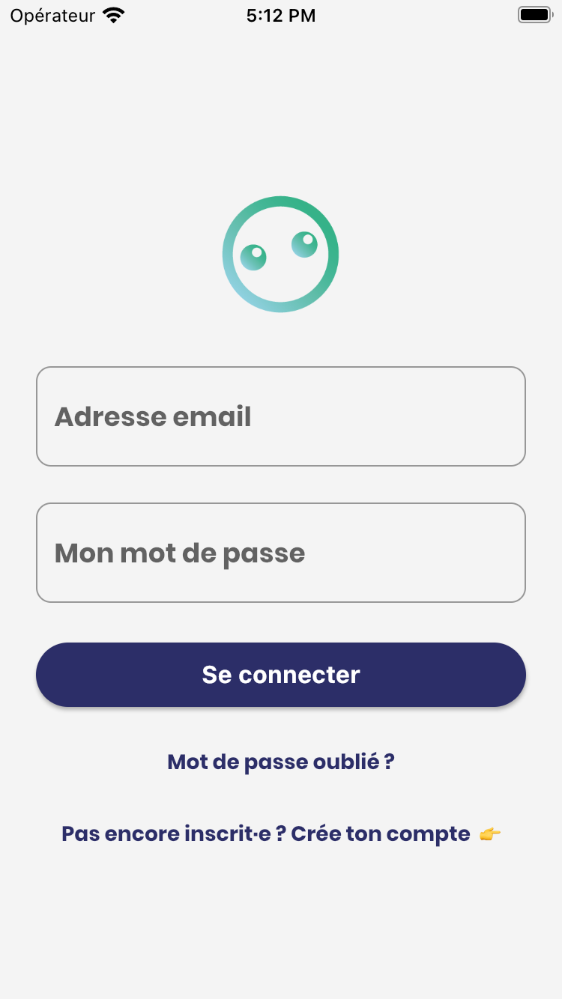 Opérateur 5:12 PM
Adresse email
Mon mot de passe
Se connecter
Mot de passe oublié ?
Pas encore inscrit·e ? Crée ton compte 👉